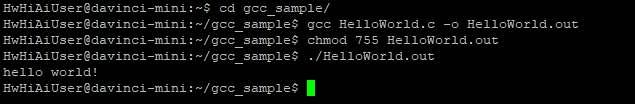 HwHiAiUser@davinci-mini:~$ cd gcc_sample/
HwHiAiUser@davinci-mini:~/gcc_sample$ gcc HelloWorld.c -o HelloWorld.out
HwHiAiUser@davinci-mini:~/gcc_sample$ chmod 755 HelloWorld.out
HwHiAiUser@davinci-mini:~/gcc_sample$ ./HelloWorld.out
hello world!
HwHiAiUser@davinci-mini:~/gcc_sample$